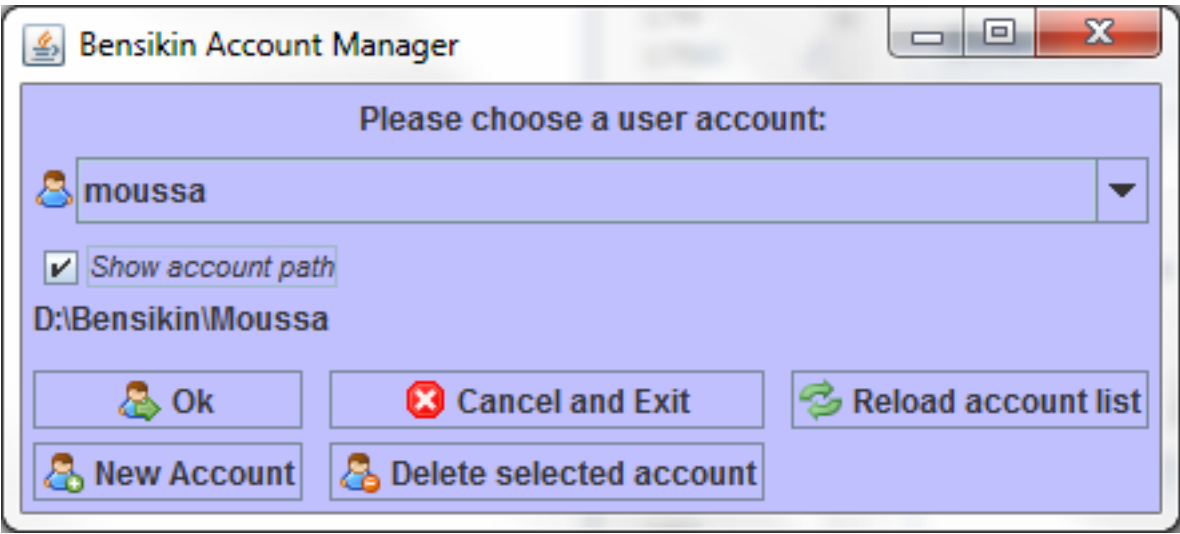 Bensikin Account Manager
Please choose a user account:
moussa
Show account path
D:\Bensikin\Moussa
Ok
Cancel and Exit
Reload account list
New Account
Delete selected account